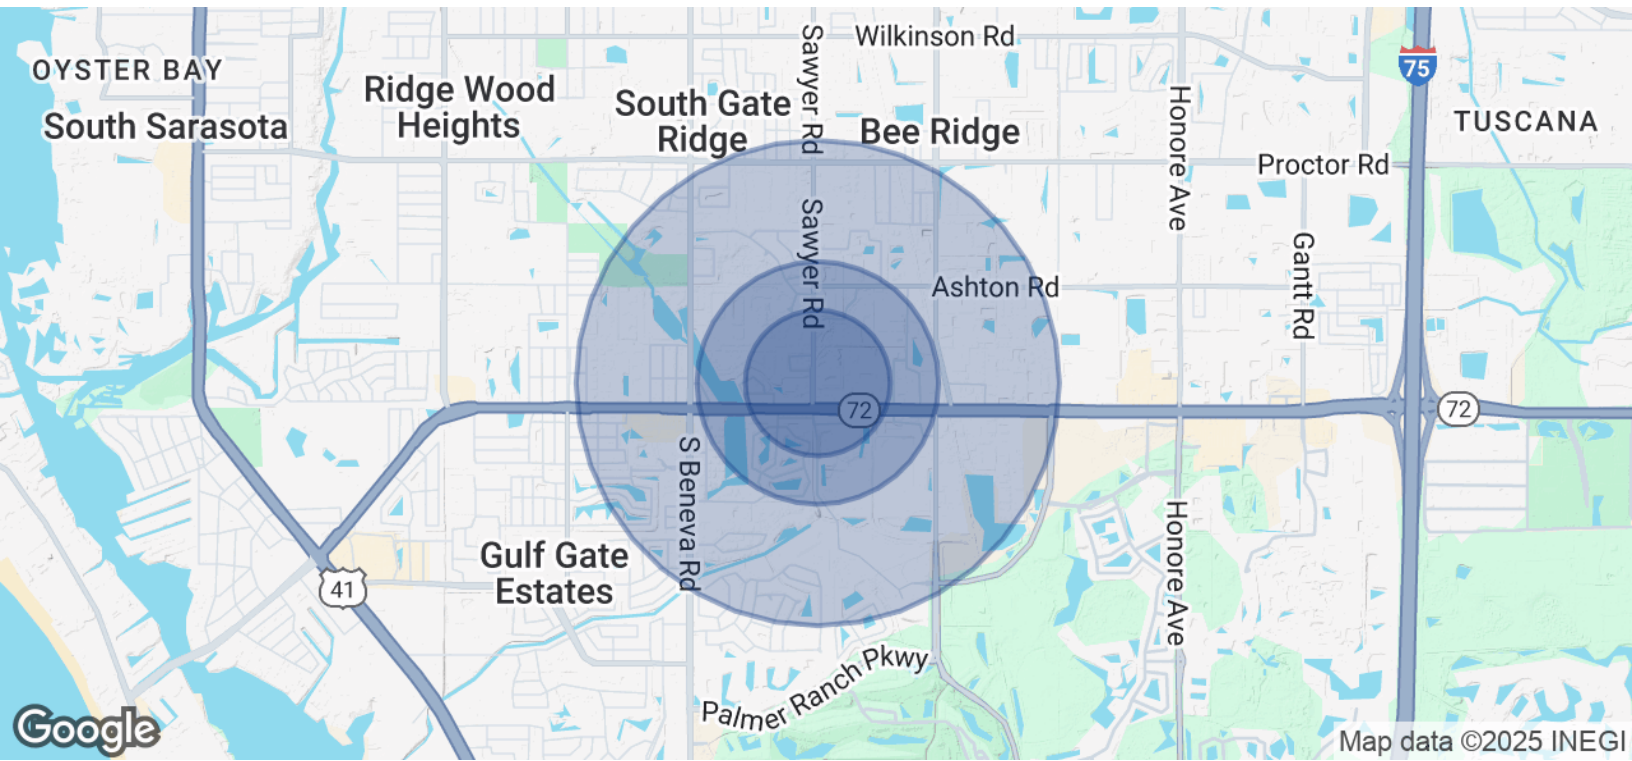 Wilkinson Rd
75
OYSTER BAY
Sawyer Rd
Ridge Wood
Heights
South Gate
Ridge
Honore Ave
TUSCANA
South Sarasota
Bee Ridge
Proctor Rd
Sawyer Rd
Gantt Rd
Ashton Rd
72
72
S Beneva Rd
Honore Ave
Gulf Gate
Estates
41
Palmer Ranch Pkwy
Google
Map data ©2025 INEGI